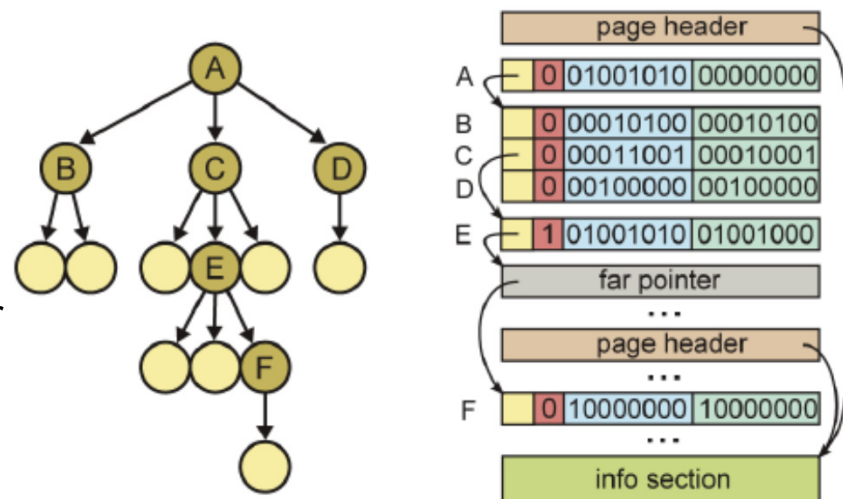 A
B
C
D
E
F
page header
A
0 01001010 00000000
B
0 00010100 00010100
C
0 00011001 00010001
D
0 00100000 00100000
E
1 01001010 01001000
far pointer
...
page header
...
F
0 10000000 10000000
...
info section